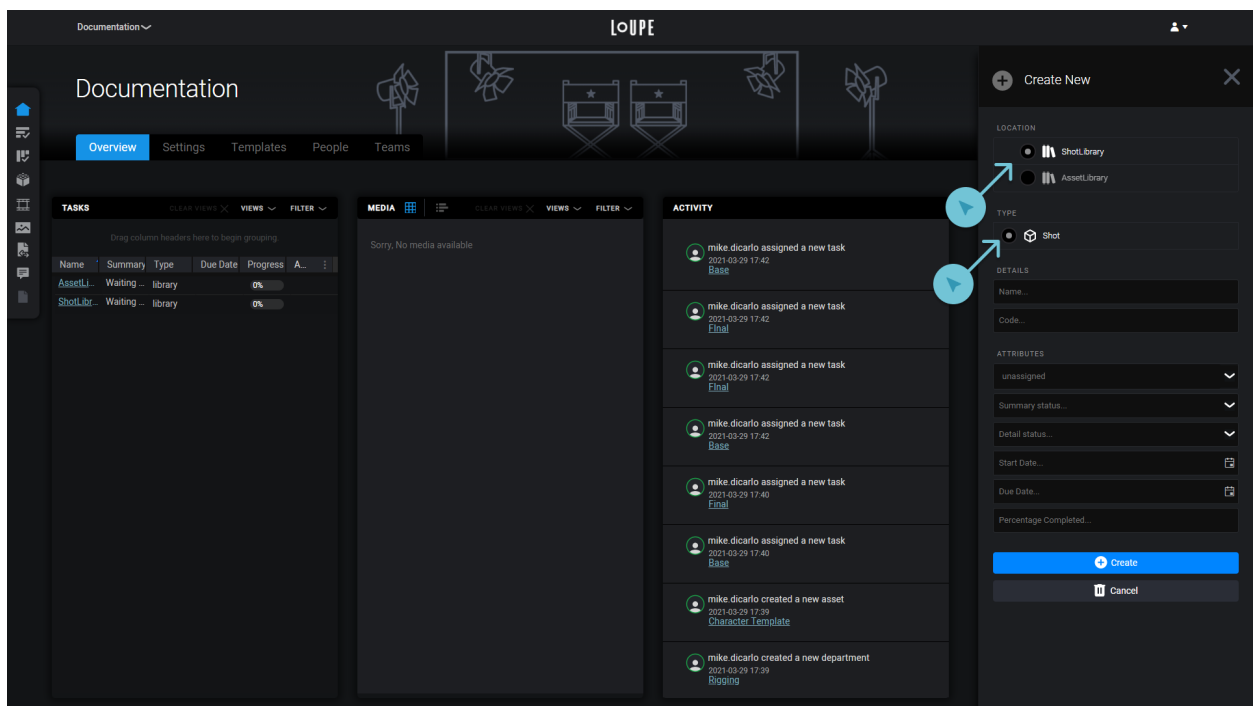 Documentation
LOUPE
Documentation
Overview Settings Templates People Teams
TASKS CLEAR VIEWS VIEWS FILTER
Drag column headers here to begin grouping.
Name Summary Type Due Date Progress A...
AssetLi... Waiting ... library 0%
ShotLibr... Waiting ... library 0%
MEDIA CLEAR VIEWS VIEWS FILTER
Sorry, No media available
ACTIVITY
mike.dicarlo assigned a new task
2021-03-29 17:42
Base
mike.dicarlo assigned a new task
2021-03-29 17:42
FInal
mike.dicarlo assigned a new task
2021-03-29 17:42
FInal
mike.dicarlo assigned a new task
2021-03-29 17:42
Base
mike.dicarlo assigned a new task
2021-03-29 17:40
Final
mike.dicarlo assigned a new task
2021-03-29 17:40
Base
mike.dicarlo created a new asset
2021-03-29 17:39
Character Template
mike.dicarlo created a new department
2021-03-29 17:39
Rigging
Create New
LOCATION
ShotLibrary
AssetLibrary
TYPE
Shot
DETAILS
Name...
Code...
ATTRIBUTES
unassigned
Summary status...
Detail status...
Start Date...
Due Date...
Percentage Completed...
Create
Cancel